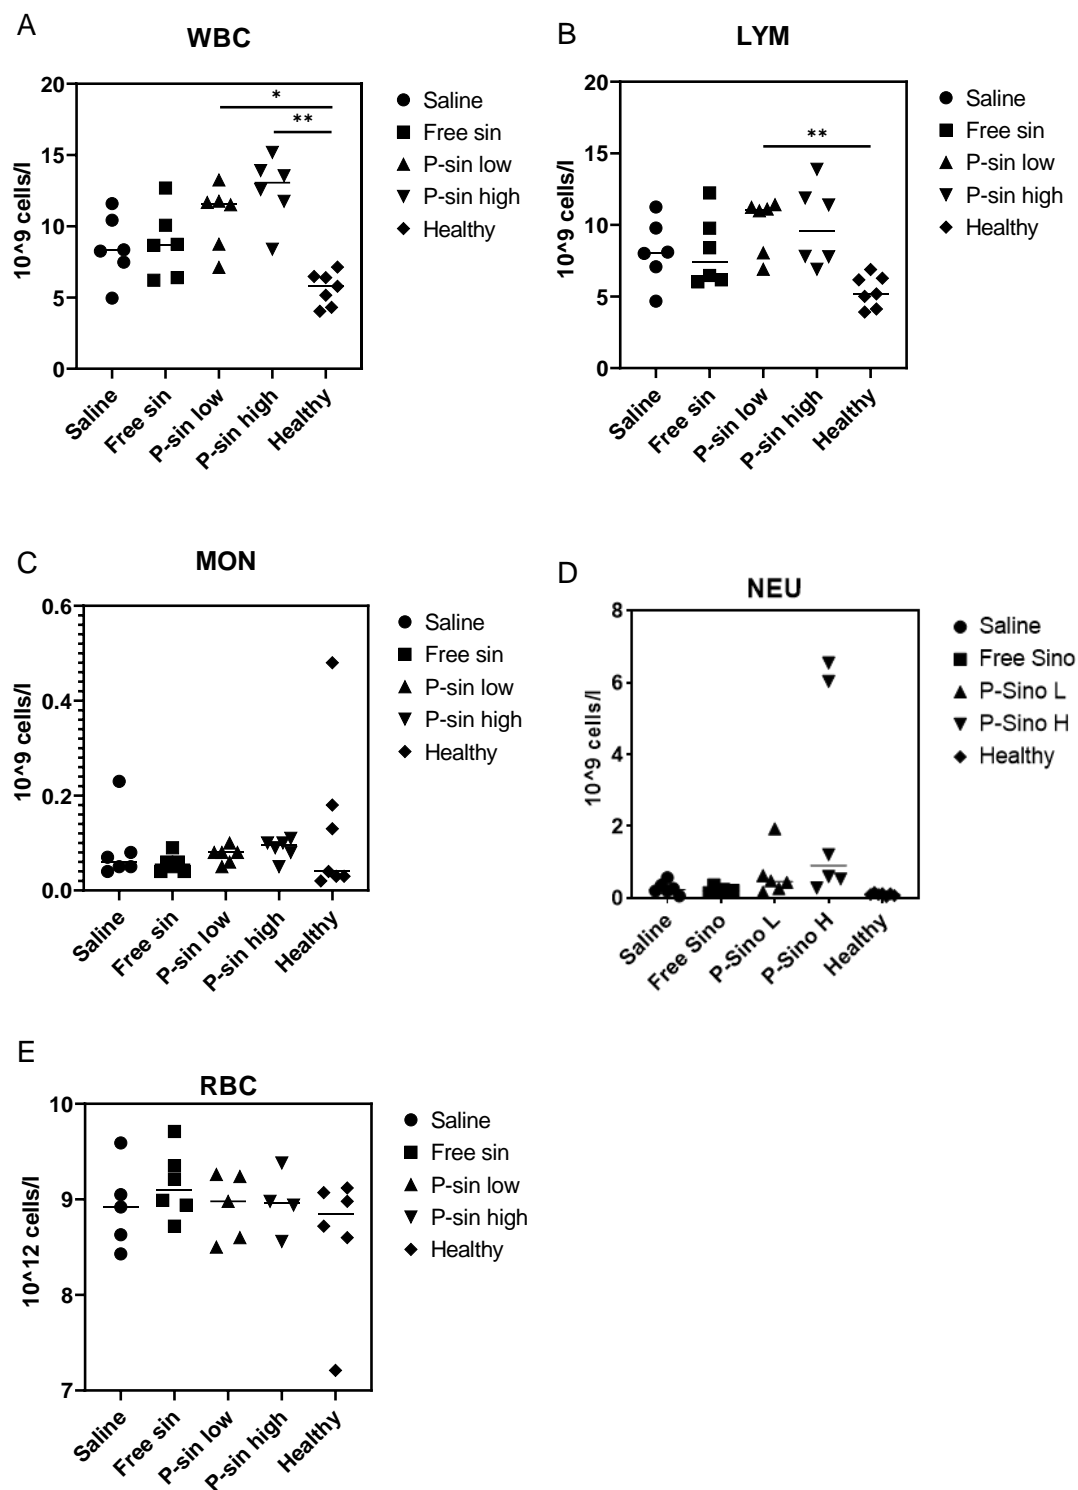 A
WBC
20
15
10
5
0
10^9 cells/l
*
**
Saline
Free sin
P-sin low
P-sin high
Healthy
Saline
Free sin
P-sin low
P-sin high
Healthy
B
LYM
20
15
10
5
0
10^9 cells/l
**
Saline
Free sin
P-sin low
P-sin high
Healthy
Saline
Free sin
P-sin low
P-sin high
Healthy
C
MON
0.6
0.4
0.2
0.0
10^9 cells/l
Saline
Free sin
P-sin low
P-sin high
Healthy
Saline
Free sin
P-sin low
P-sin high
Healthy
D
NEU
8
6
4
2
0
10^9 cells/l
Saline
Free Sino
P-Sino L
P-Sino H
Healthy
Saline
Free Sino
P-Sino L
P-Sino H
Healthy
E
RBC
10
9
8
7
10^12 cells/l
Saline
Free sin
P-sin low
P-sin high
Healthy
Saline
Free sin
P-sin low
P-sin high
Healthy